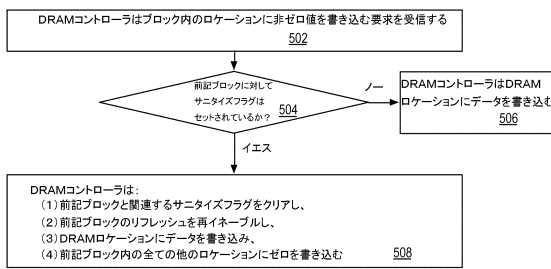 DRAMコントローラはブロック内のロケーションに非ゼロ値を書き込む要求を受信する
502
前記ブロックに対して
サニタイズフラグは
セットされているか？
504
ノー
DRAMコントローラはDRAM
ロケーションにデータを書き込む
506
イエス
DRAMコントローラは：
（1）前記ブロックと関連するサニタイズフラグをクリアし、
（2）前記ブロックのリフレッシュを再イネーブルし、
（3）DRAMロケーションにデータを書き込み、
（4）前記ブロック内の全ての他のロケーションにゼロを書き込む
508